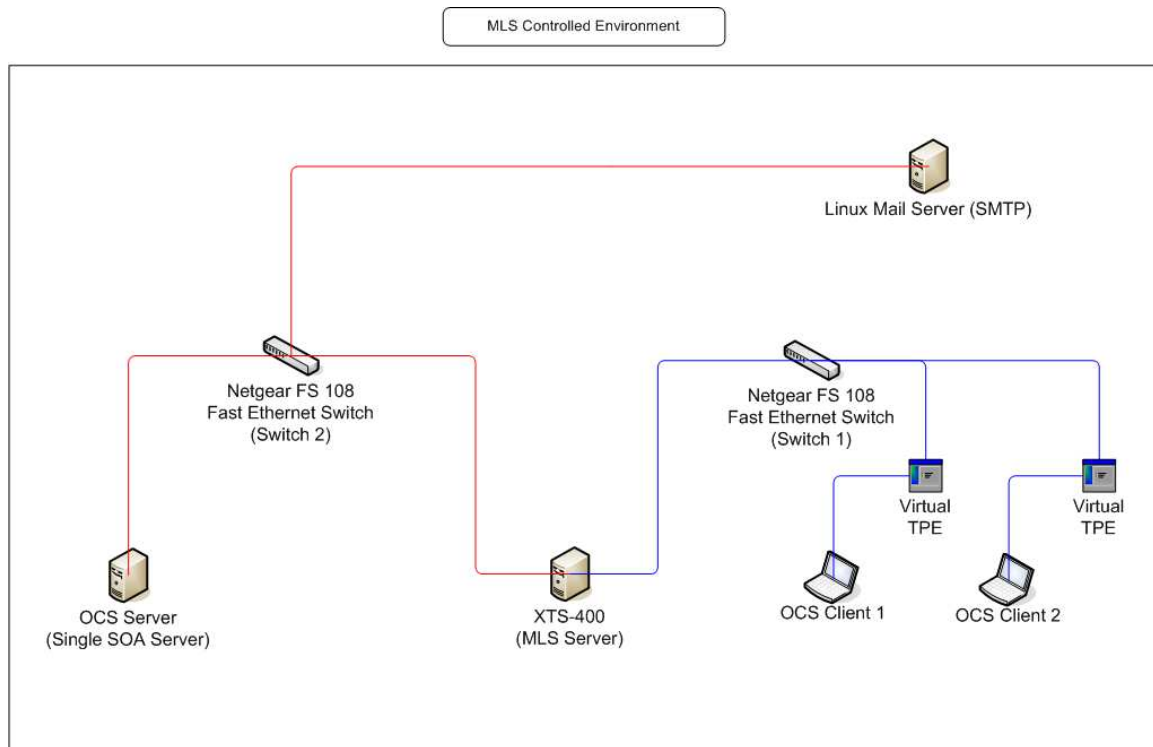 MLS Controlled Environment
Linux Mail Server (SMTP)
Netgear FS 108
Fast Ethernet Switch
(Switch 2)
Netgear FS 108
Fast Ethernet Switch
(Switch 1)
Virtual
TPE
Virtual
TPE
OCS Server
(Single SOA Server)
XTS-400
(MLS Server)
OCS Client 1
OCS Client 2